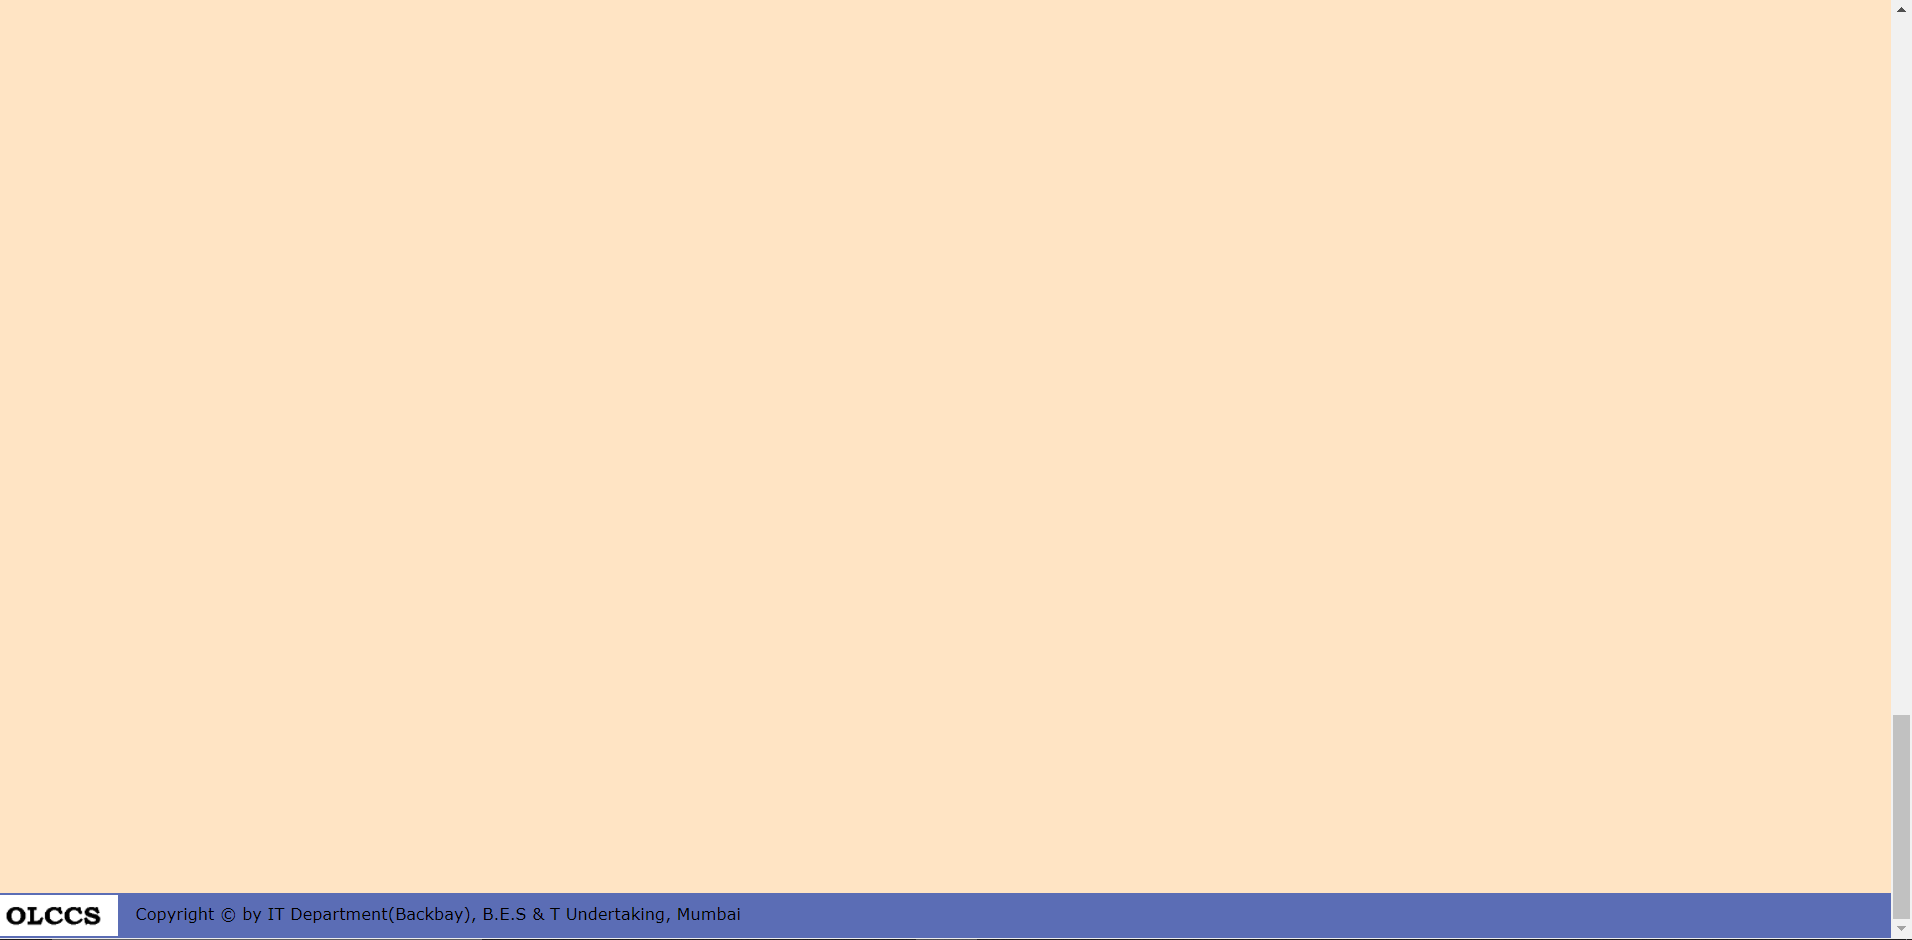 OLCCS
Copyright © by IT Department(Backbay), B.E.S & T Undertaking, Mumbai